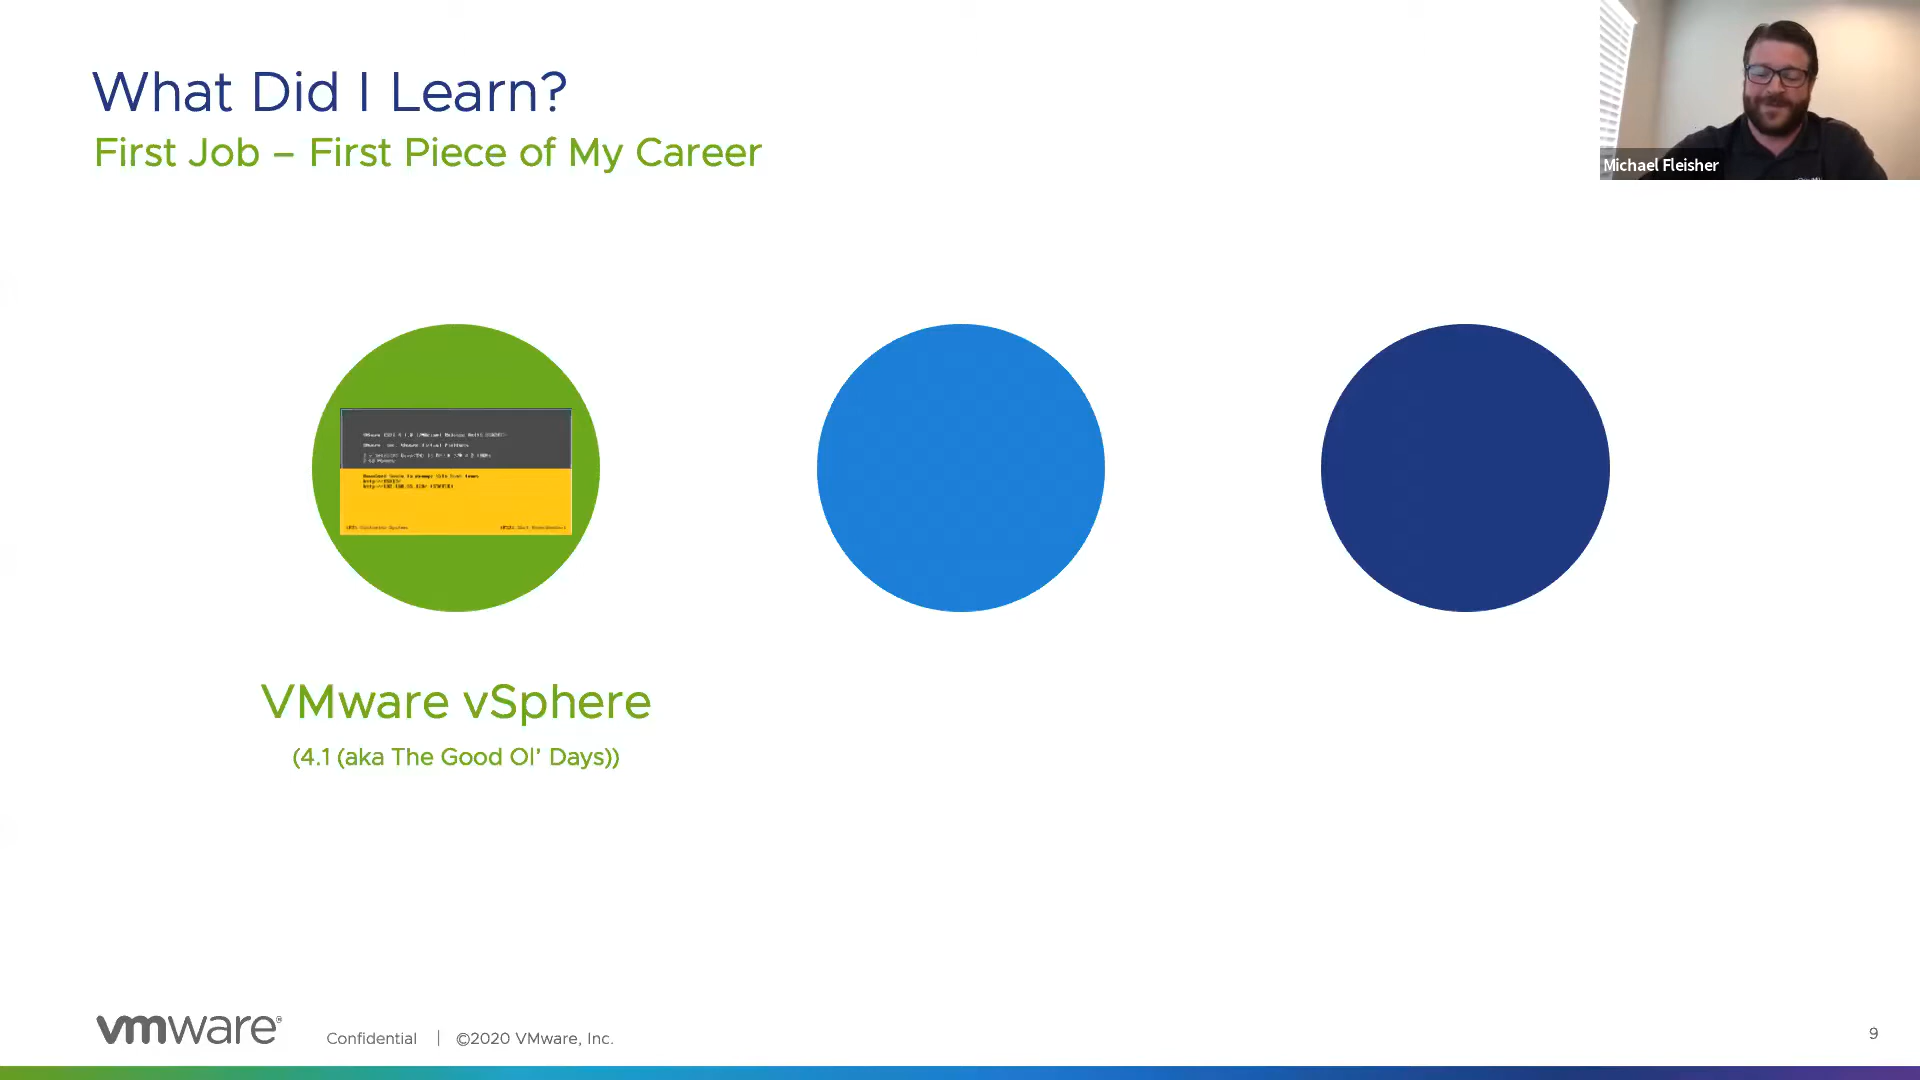 What Did I Learn?
First Job – First Piece of My Career
Michael Fleisher
VMware vSphere
(4.1 (aka The Good Ol’ Days))
vmware®
Confidential | ©2020 VMware, Inc.
9